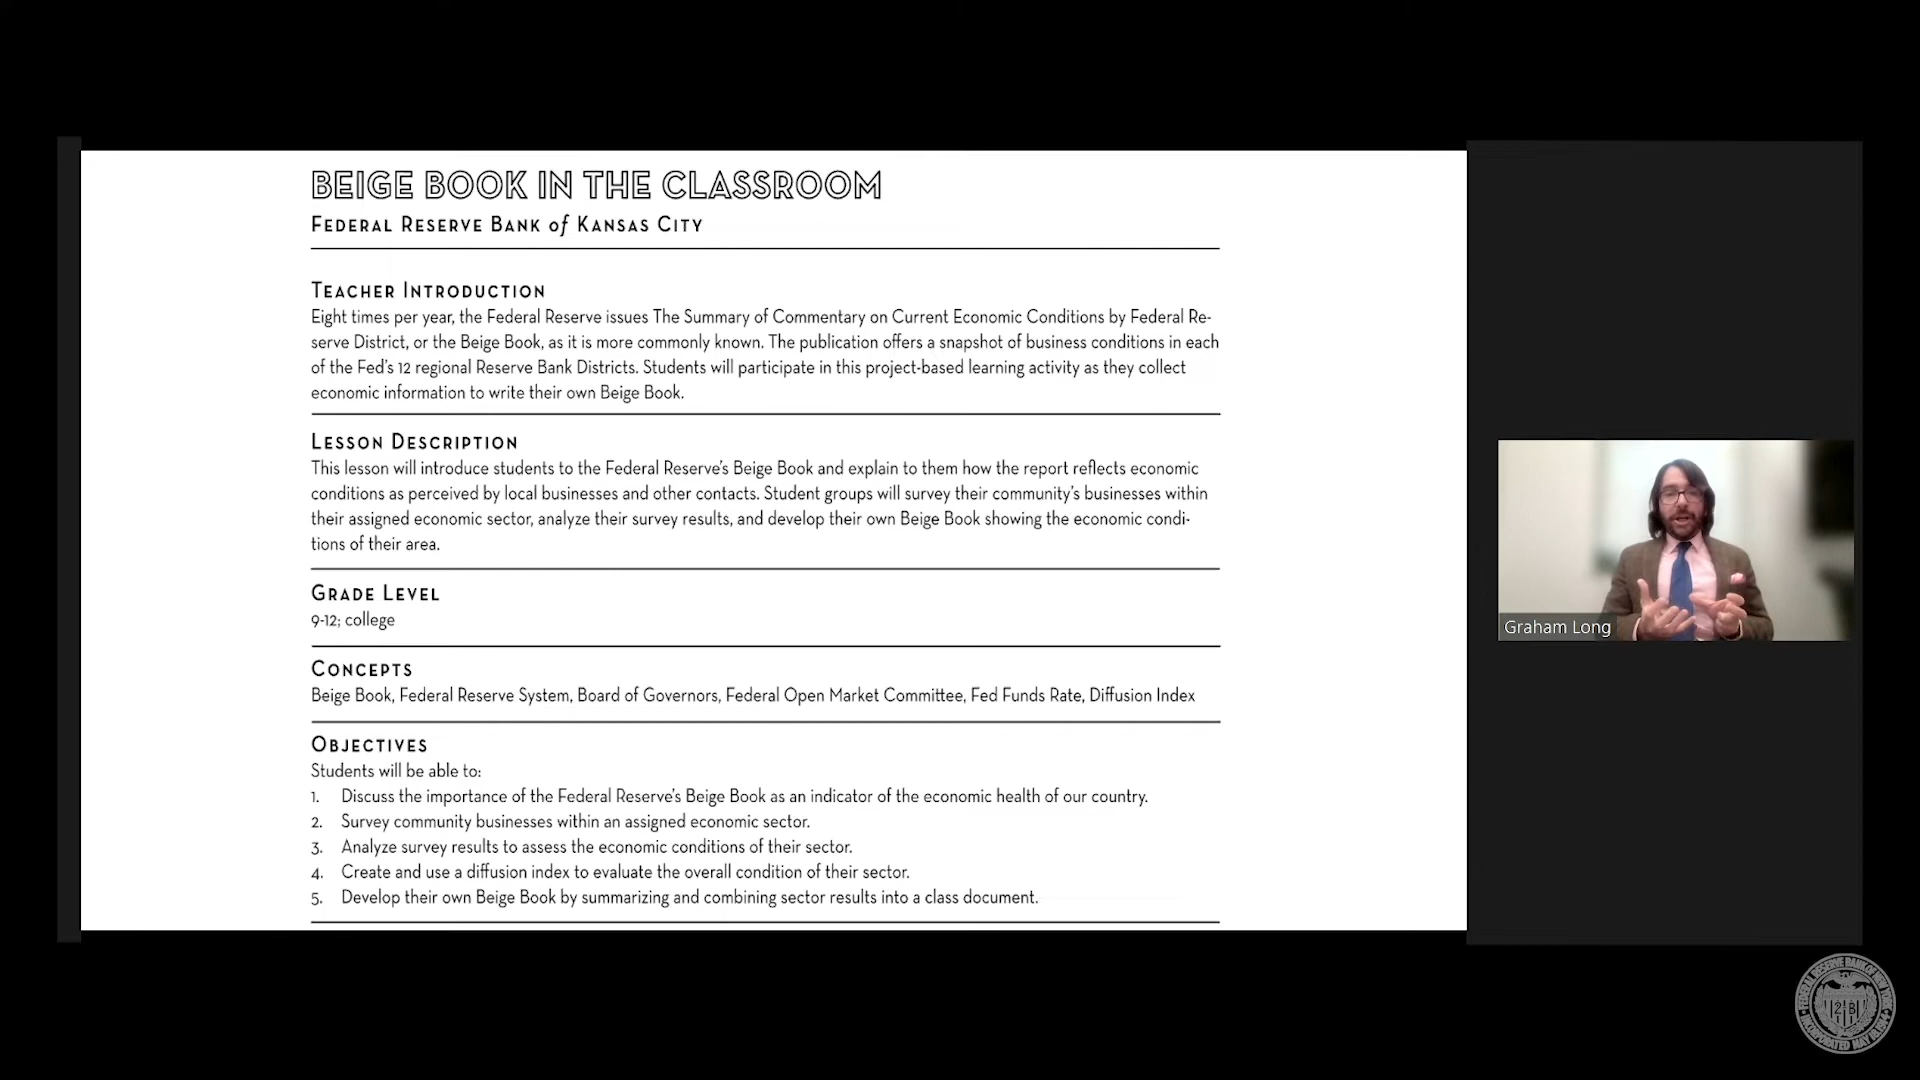 BEIGE BOOK IN THE CLASSROOM
FEDERAL RESERVE BANK of KANSAS CITY
TEACHER INTRODUCTION
Eight times per year, the Federal Reserve issues The Summary of Commentary on Current Economic Conditions by Federal Re-
serve District, or the Beige Book, as it is more commonly known. The publication offers a snapshot of business conditions in each
of the Fed's 12 regional Reserve Bank Districts. Students will participate in this project-based learning activity as they collect
economic information to write their own Beige Book.
LESSON DESCRIPTION
This lesson will introduce students to the Federal Reserve's Beige Book and explain to them how the report reflects economic
conditions as perceived by local businesses and other contacts. Student groups will survey their community's businesses within
their assigned economic sector, analyze their survey results, and develop their own Beige Book showing the economic condi-
tions of their area.
GRADE LEVEL
9-12; college
CONCEPTS
Beige Book, Federal Reserve System, Board of Governors, Federal Open Market Committee, Fed Funds Rate, Diffusion Index
OBJECTIVES
Students will be able to:
1. Discuss the importance of the Federal Reserve's Beige Book as an indicator of the economic health of our country.
2. Survey community businesses within an assigned economic sector.
3. Analyze survey results to assess the economic conditions of their sector.
4. Create and use a diffusion index to evaluate the overall condition of their sector.
5. Develop their own Beige Book by summarizing and combining sector results into a class document.
Graham Long
FEDERAL RESERVE BANK OF NEW YORK
2-B